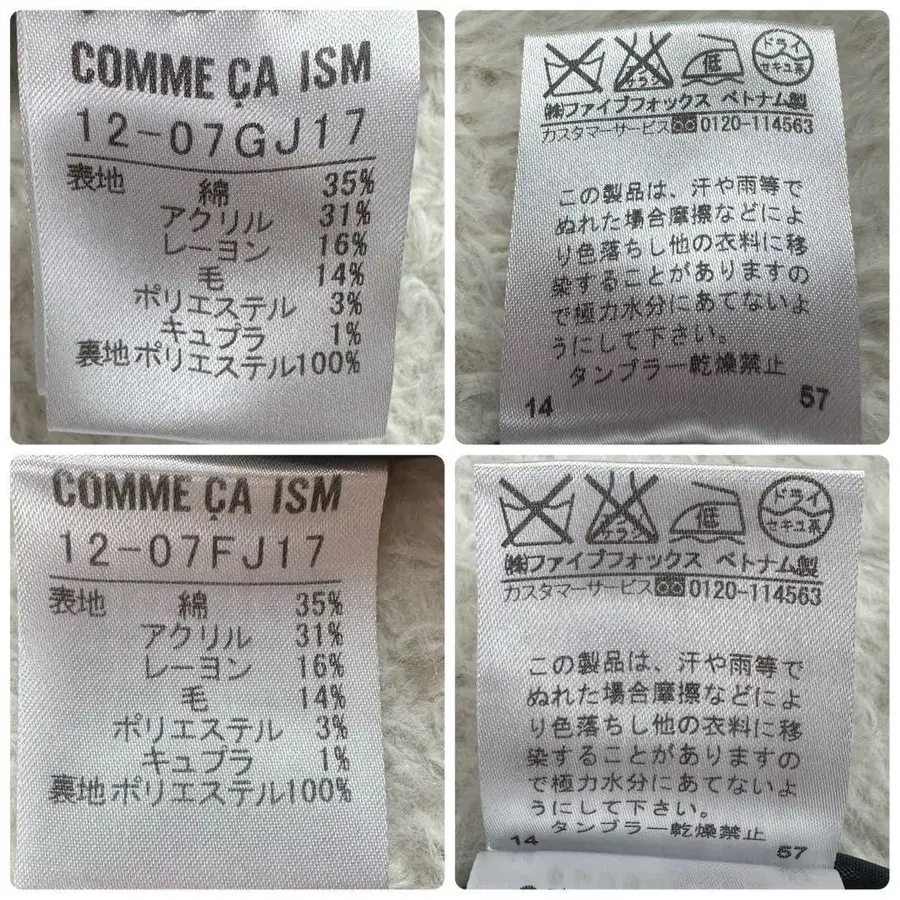 COMME ÇA ISM
12-07GJ17
表地 綿 35%
アクリル 31%
レーヨン 16%
毛 14%
ポリエステル 3%
キュプラ 1%
裏地 ポリエステル100%
エンソ サラシ 低 ドライ セキユ系
㈱ファイブフォックス ベトナム製
カスタマーサービス 0120-114563
この製品は、汗や雨等で
ぬれた場合摩擦などによ
り色落ちし他の衣料に移
染することがありますの
で極力水分にあてないよ
うにして下さい。
タンブラー乾燥禁止
14 57
COMME ÇA ISM
12-07FJ17
表地 綿 35%
アクリル 31%
レーヨン 16%
毛 14%
ポリエステル 3%
キュプラ 1%
裏地 ポリエステル100%
エンソ サラシ 低 ドライ セキユ系
㈱ファイブフォックス ベトナム製
カスタマーサービス 0120-114563
この製品は、汗や雨等で
ぬれた場合摩擦などによ
り色落ちし他の衣料に移
染することがありますの
で極力水分にあてないよ
うにして下さい。
タンブラー乾燥禁止
14 57